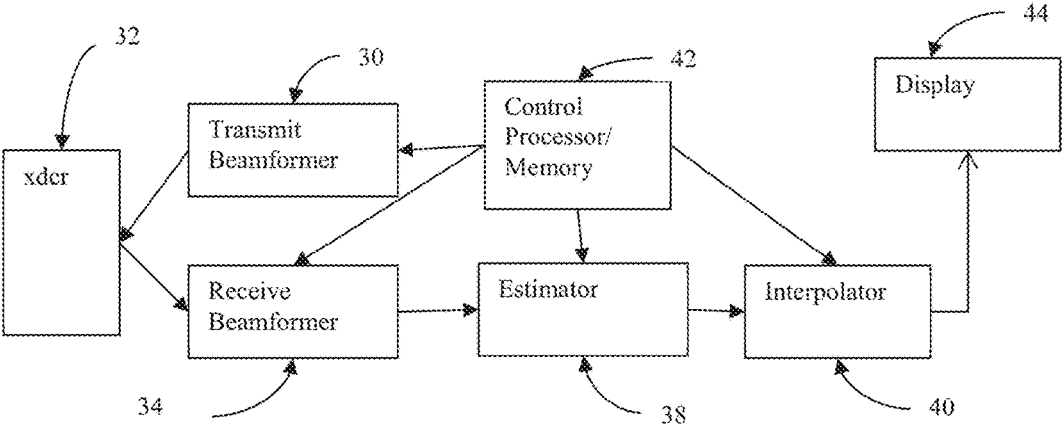 32
30
42
44
Transmit
Beamformer
Control
Processor/
Memory
Display
xdcr
Receive
Beamformer
Estimator
Interpolator
34
38
40